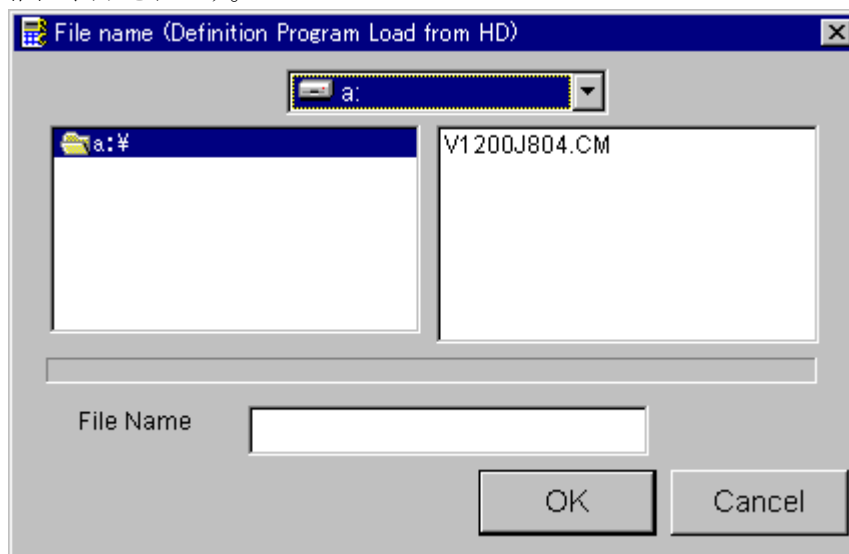 File name (Definition Program Load from HD)
a:
a:¥
V1200J804.CM
File Name
OK
Cancel